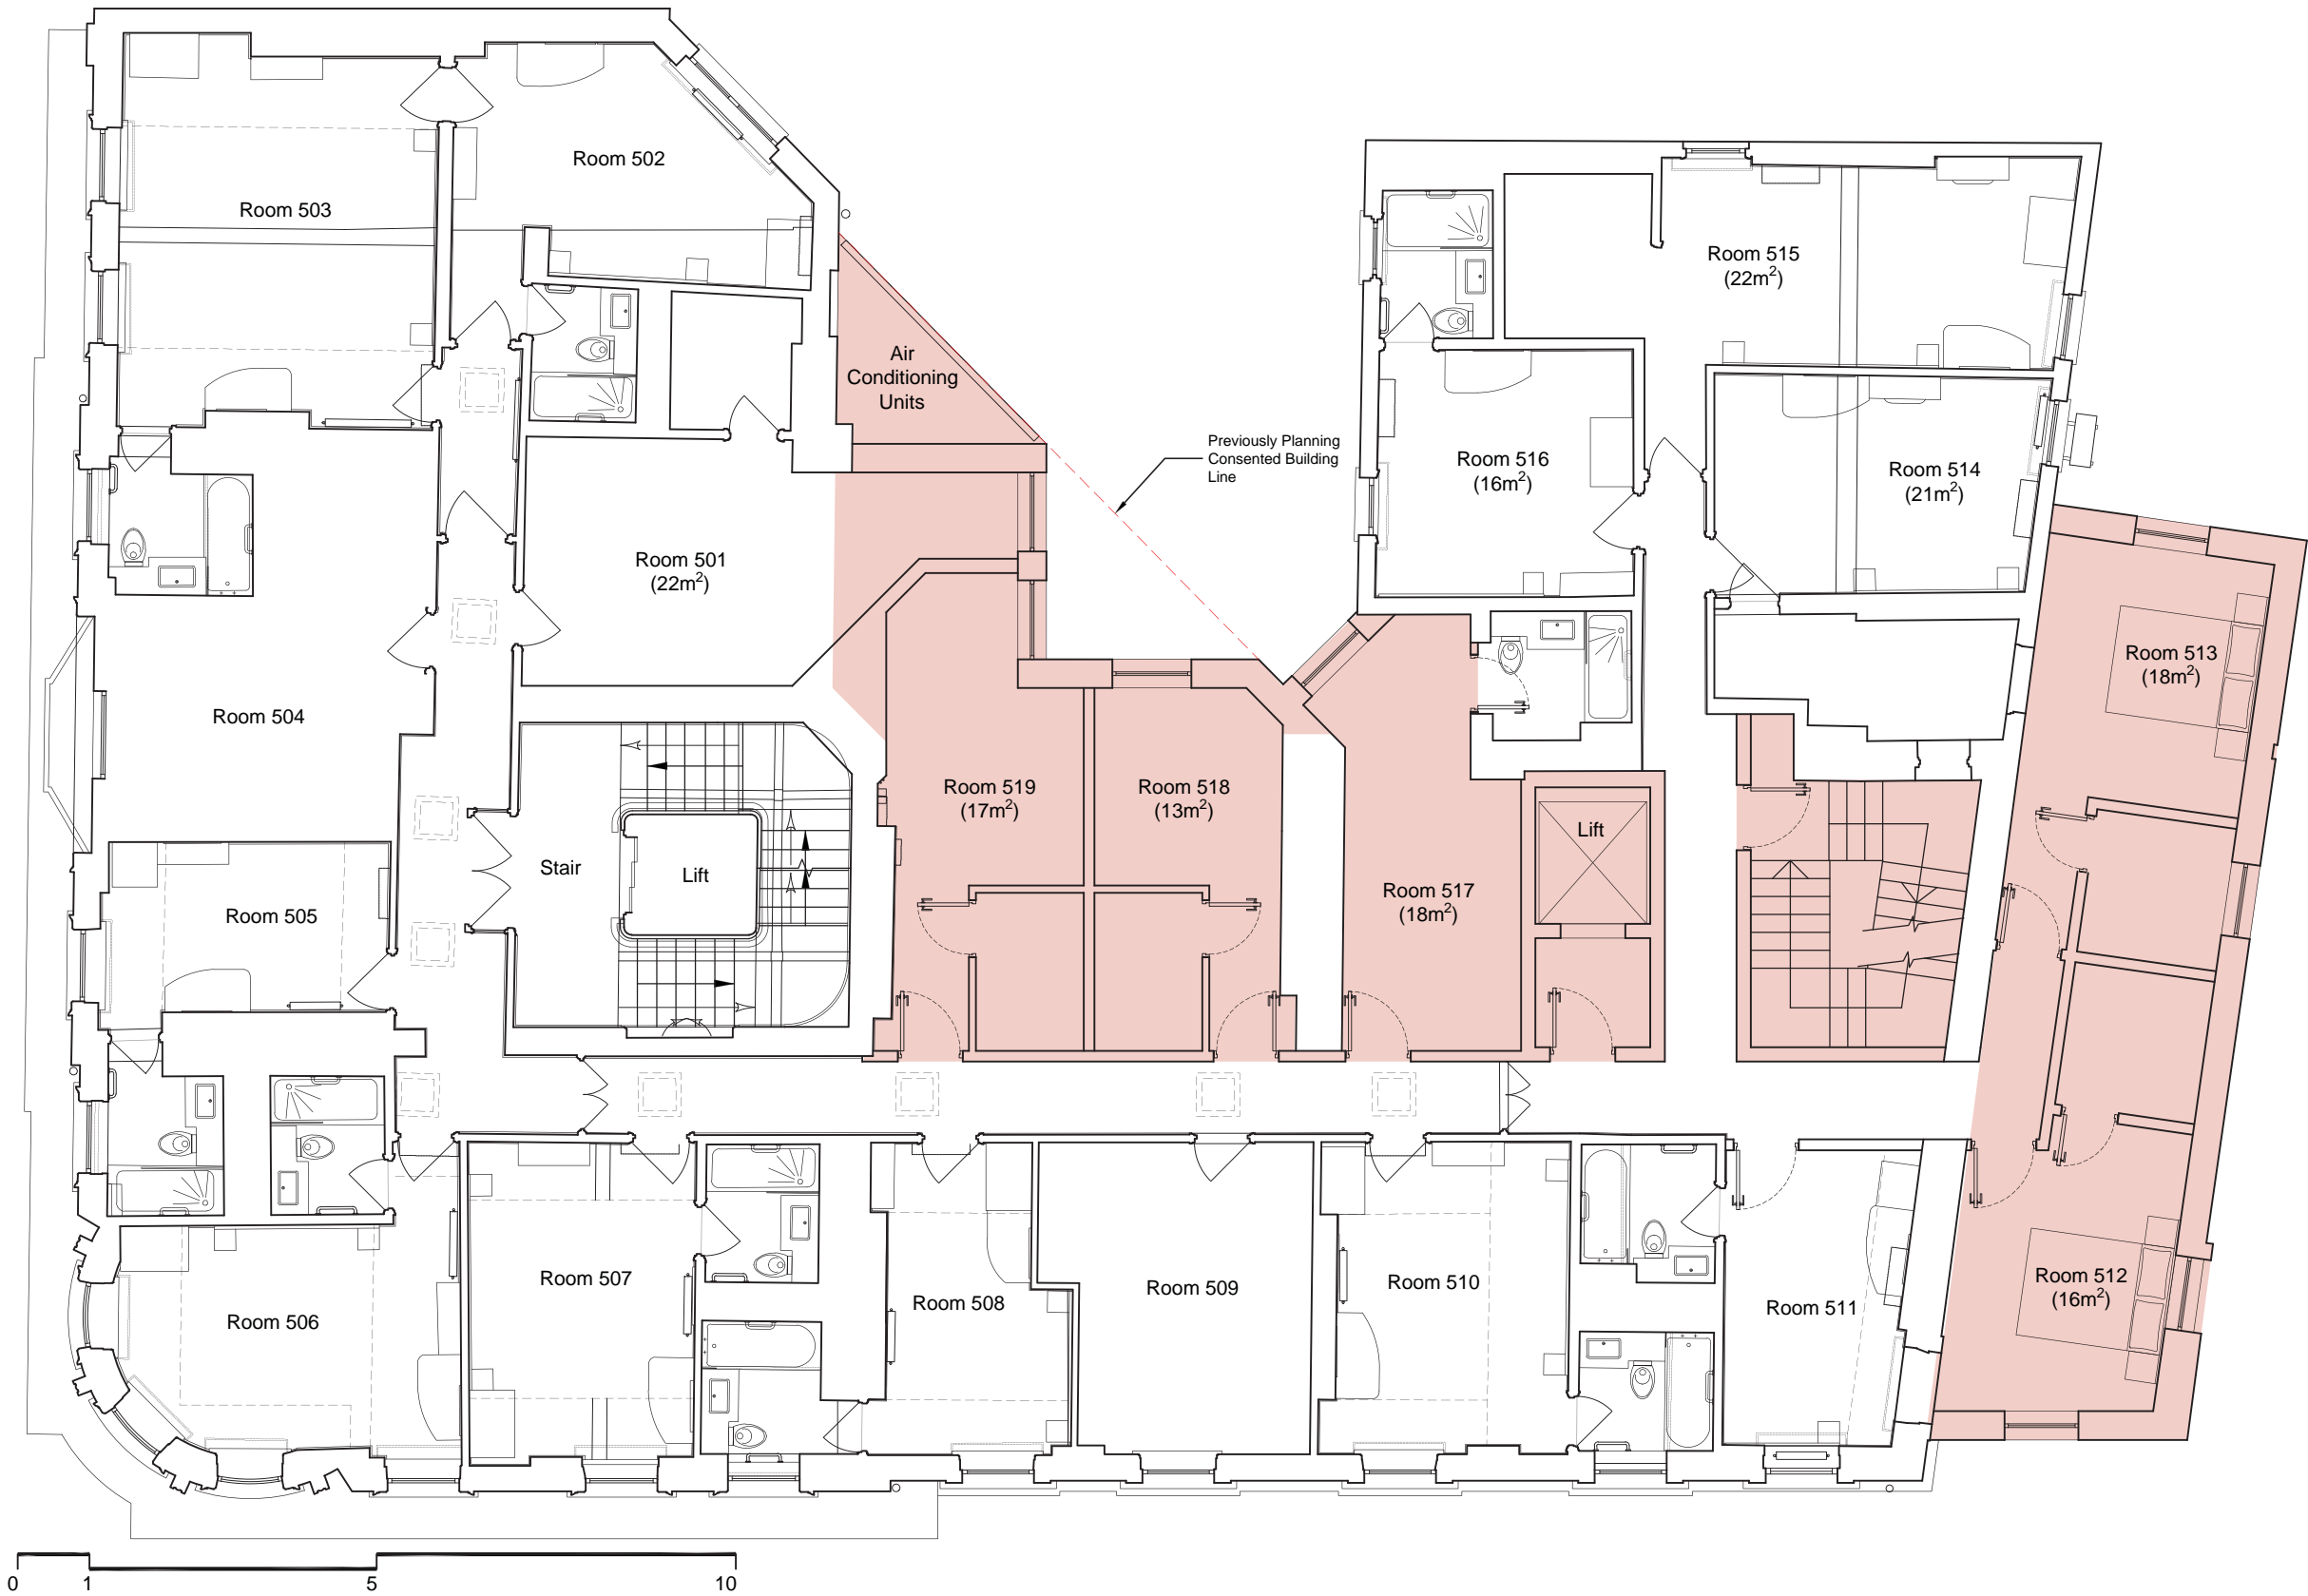 Room 502
Room 503
Room 515
(22m²)
Air
Conditioning
Units
Previously Planning
Consented Building
Line
Room 516
(16m²)
Room 514
(21m²)
Room 501
(22m²)
Room 513
(18m²)
Room 504
Room 519
(17m²)
Room 518
(13m²)
Lift
Stair
Lift
Room 517
(18m²)
Room 505
Room 507
Room 509
Room 510
Room 512
(16m²)
Room 508
Room 511
Room 506
0 1 5 10